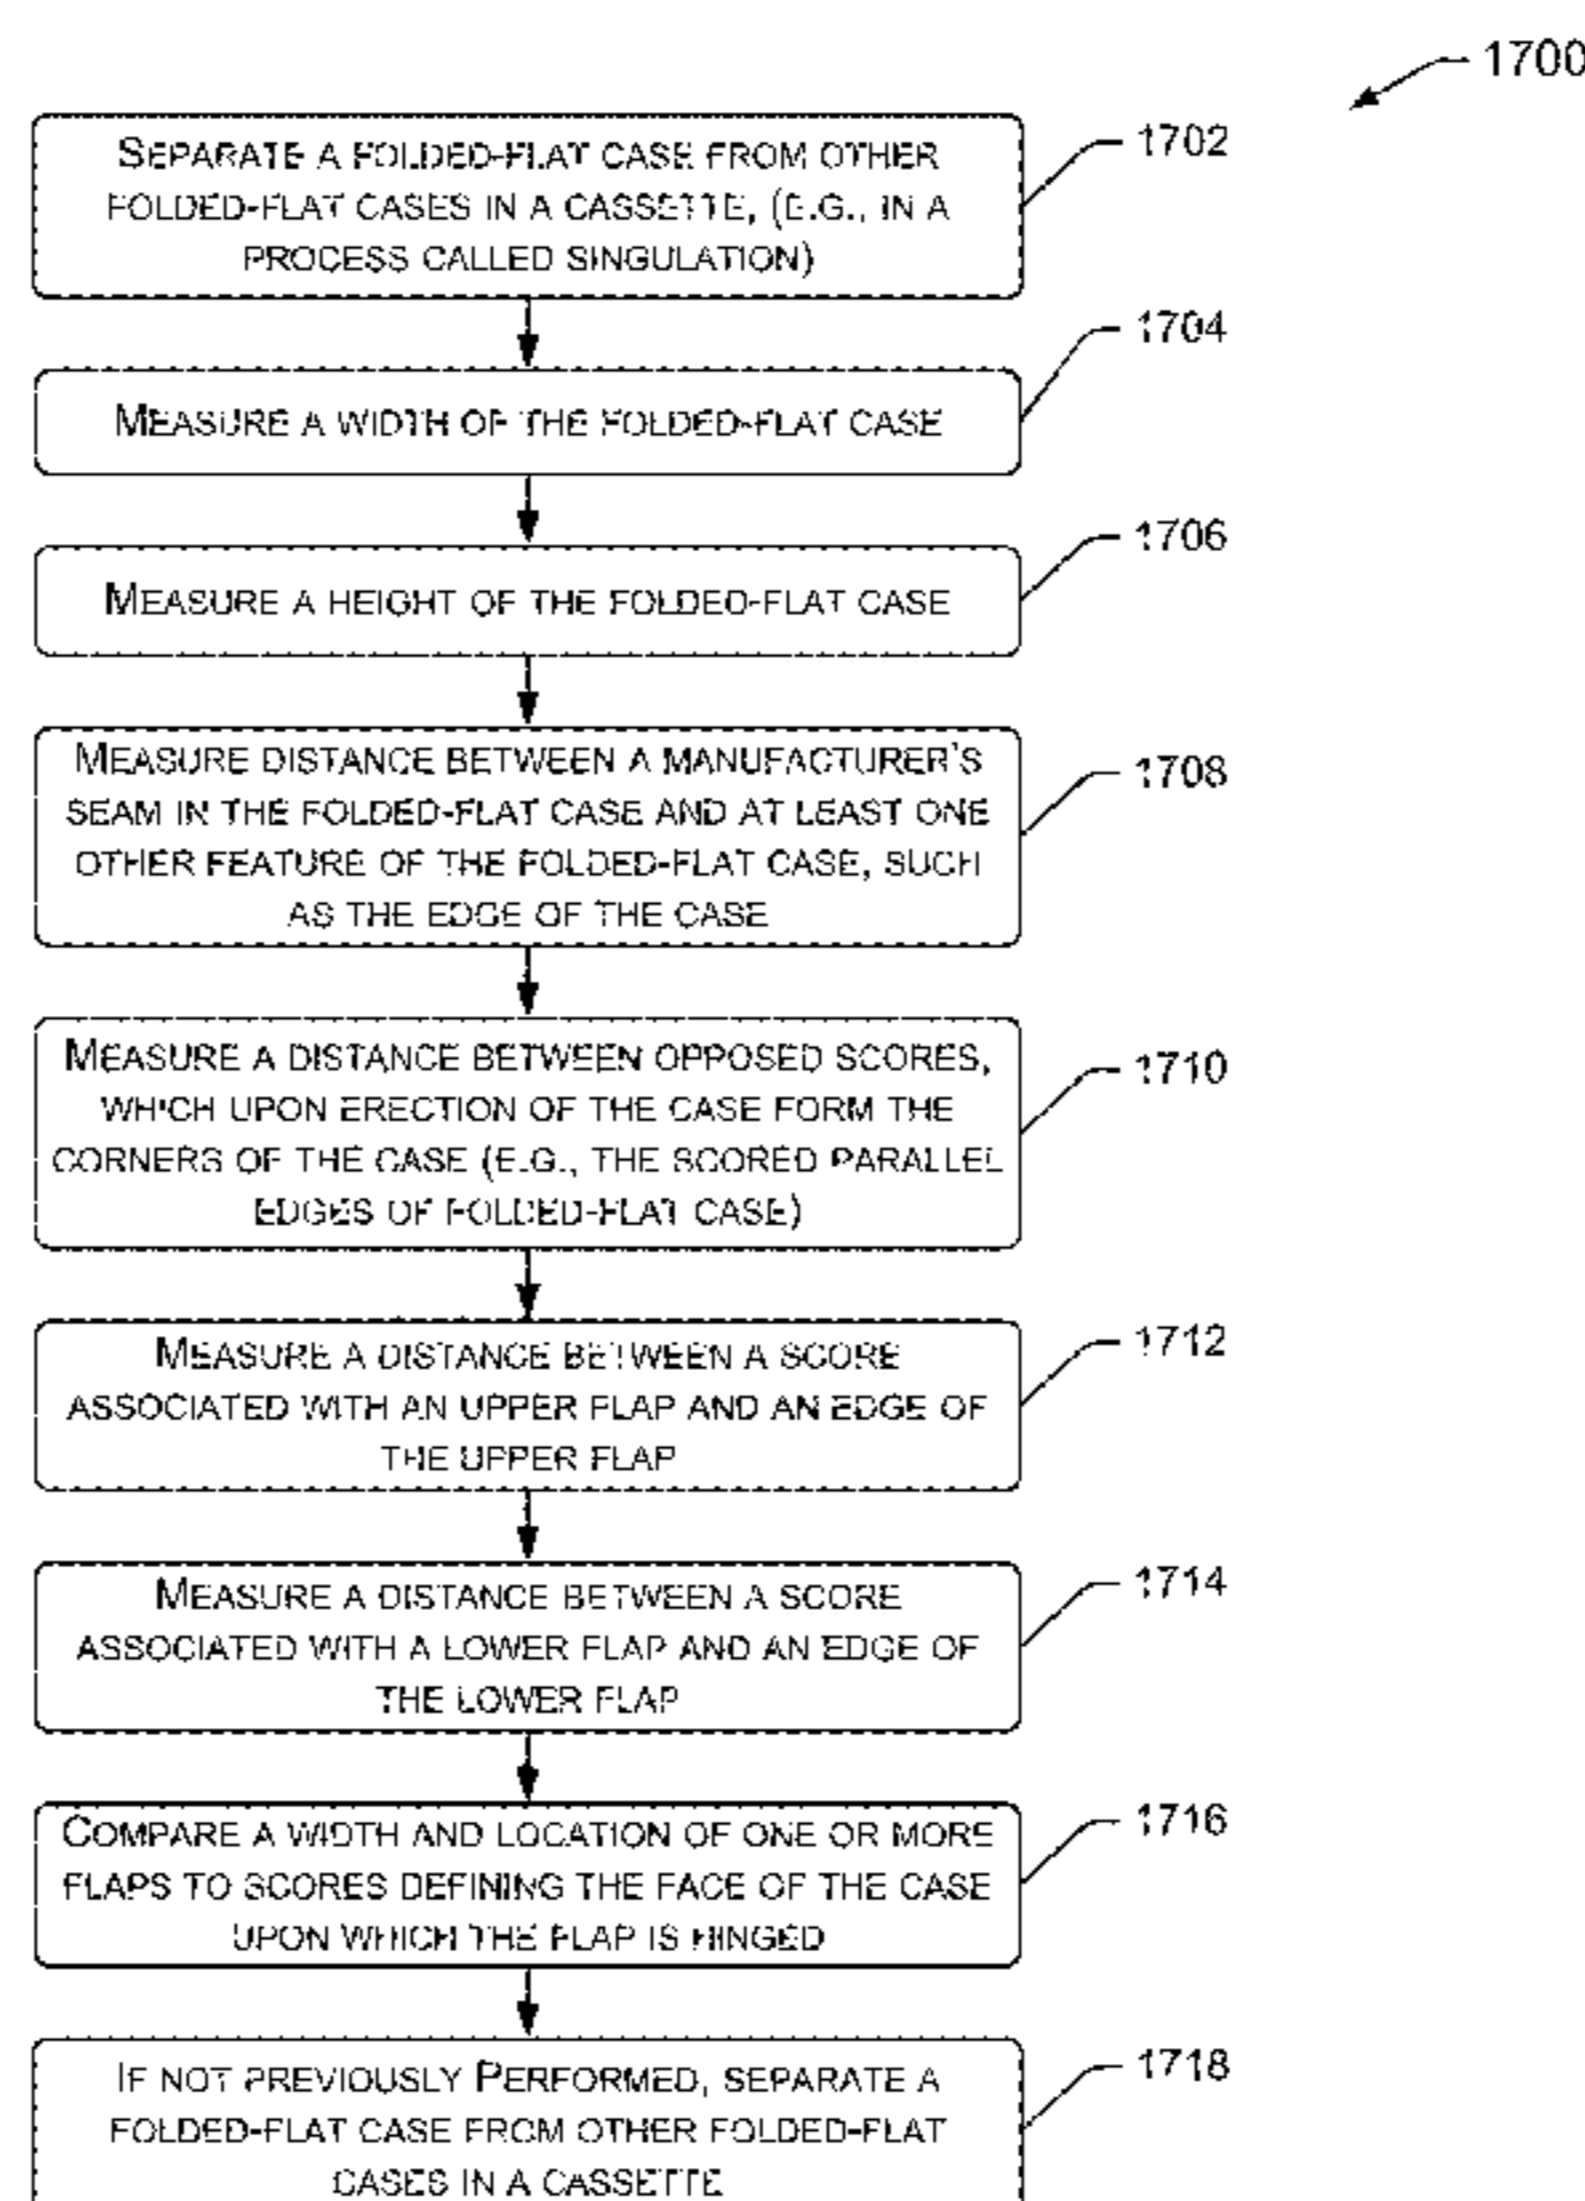 1700
SEPARATE A FOLDED-FLAT CASE FROM OTHER
FOLDED-FLAT CASES IN A CASSETTE, (E.G., IN A
PROCESS CALLED SINGULATION)
1702
MEASURE A WIDTH OF THE FOLDED-FLAT CASE
1704
MEASURE A HEIGHT OF THE FOLDED-FLAT CASE
1706
MEASURE DISTANCE BETWEEN A MANUFACTURER'S
SEAM IN THE FOLDED-FLAT CASE AND AT LEAST ONE
OTHER FEATURE OF THE FOLDED-FLAT CASE, SUCH
AS THE EDGE OF THE CASE
1708
MEASURE A DISTANCE BETWEEN OPPOSED SCORES,
WHICH UPON ERECTION OF THE CASE FORM THE
CORNERS OF THE CASE (E.G., THE SCORED PARALLEL
EDGES OF FOLDED-FLAT CASE)
1710
MEASURE A DISTANCE BETWEEN A SCORE
ASSOCIATED WITH AN UPPER FLAP AND AN EDGE OF
THE UPPER FLAP
1712
MEASURE A DISTANCE BETWEEN A SCORE
ASSOCIATED WITH A LOWER FLAP AND AN EDGE OF
THE LOWER FLAP
1714
COMPARE A WIDTH AND LOCATION OF ONE OR MORE
FLAPS TO SCORES DEFINING THE FACE OF THE CASE
UPON WHICH THE FLAP IS HINGED
1716
IF NOT PREVIOUSLY PERFORMED, SEPARATE A
FOLDED-FLAT CASE FROM OTHER FOLDED-FLAT
CASES IN A CASSETTE
1718